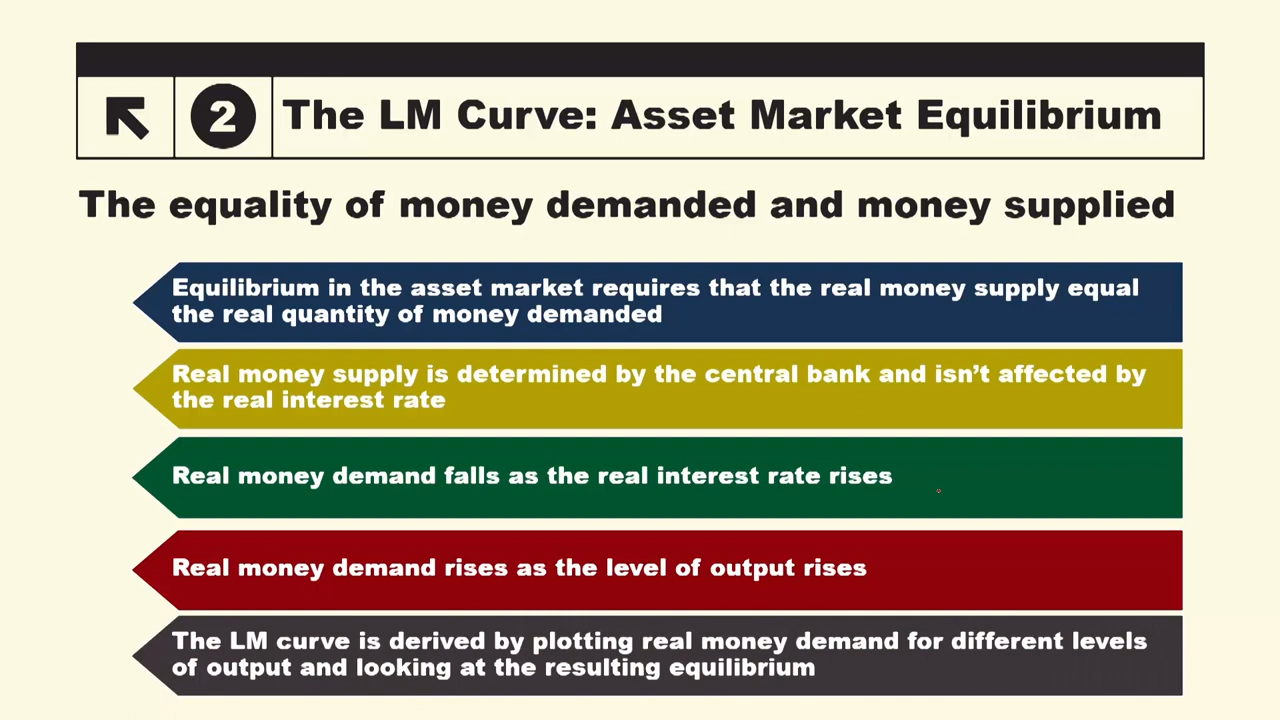 2
The LM Curve: Asset Market Equilibrium
The equality of money demanded and money supplied
Equilibrium in the asset market requires that the real money supply equal
the real quantity of money demanded
Real money supply is determined by the central bank and isn’t affected by
the real interest rate
Real money demand falls as the real interest rate rises
Real money demand rises as the level of output rises
The LM curve is derived by plotting real money demand for different levels
of output and looking at the resulting equilibrium